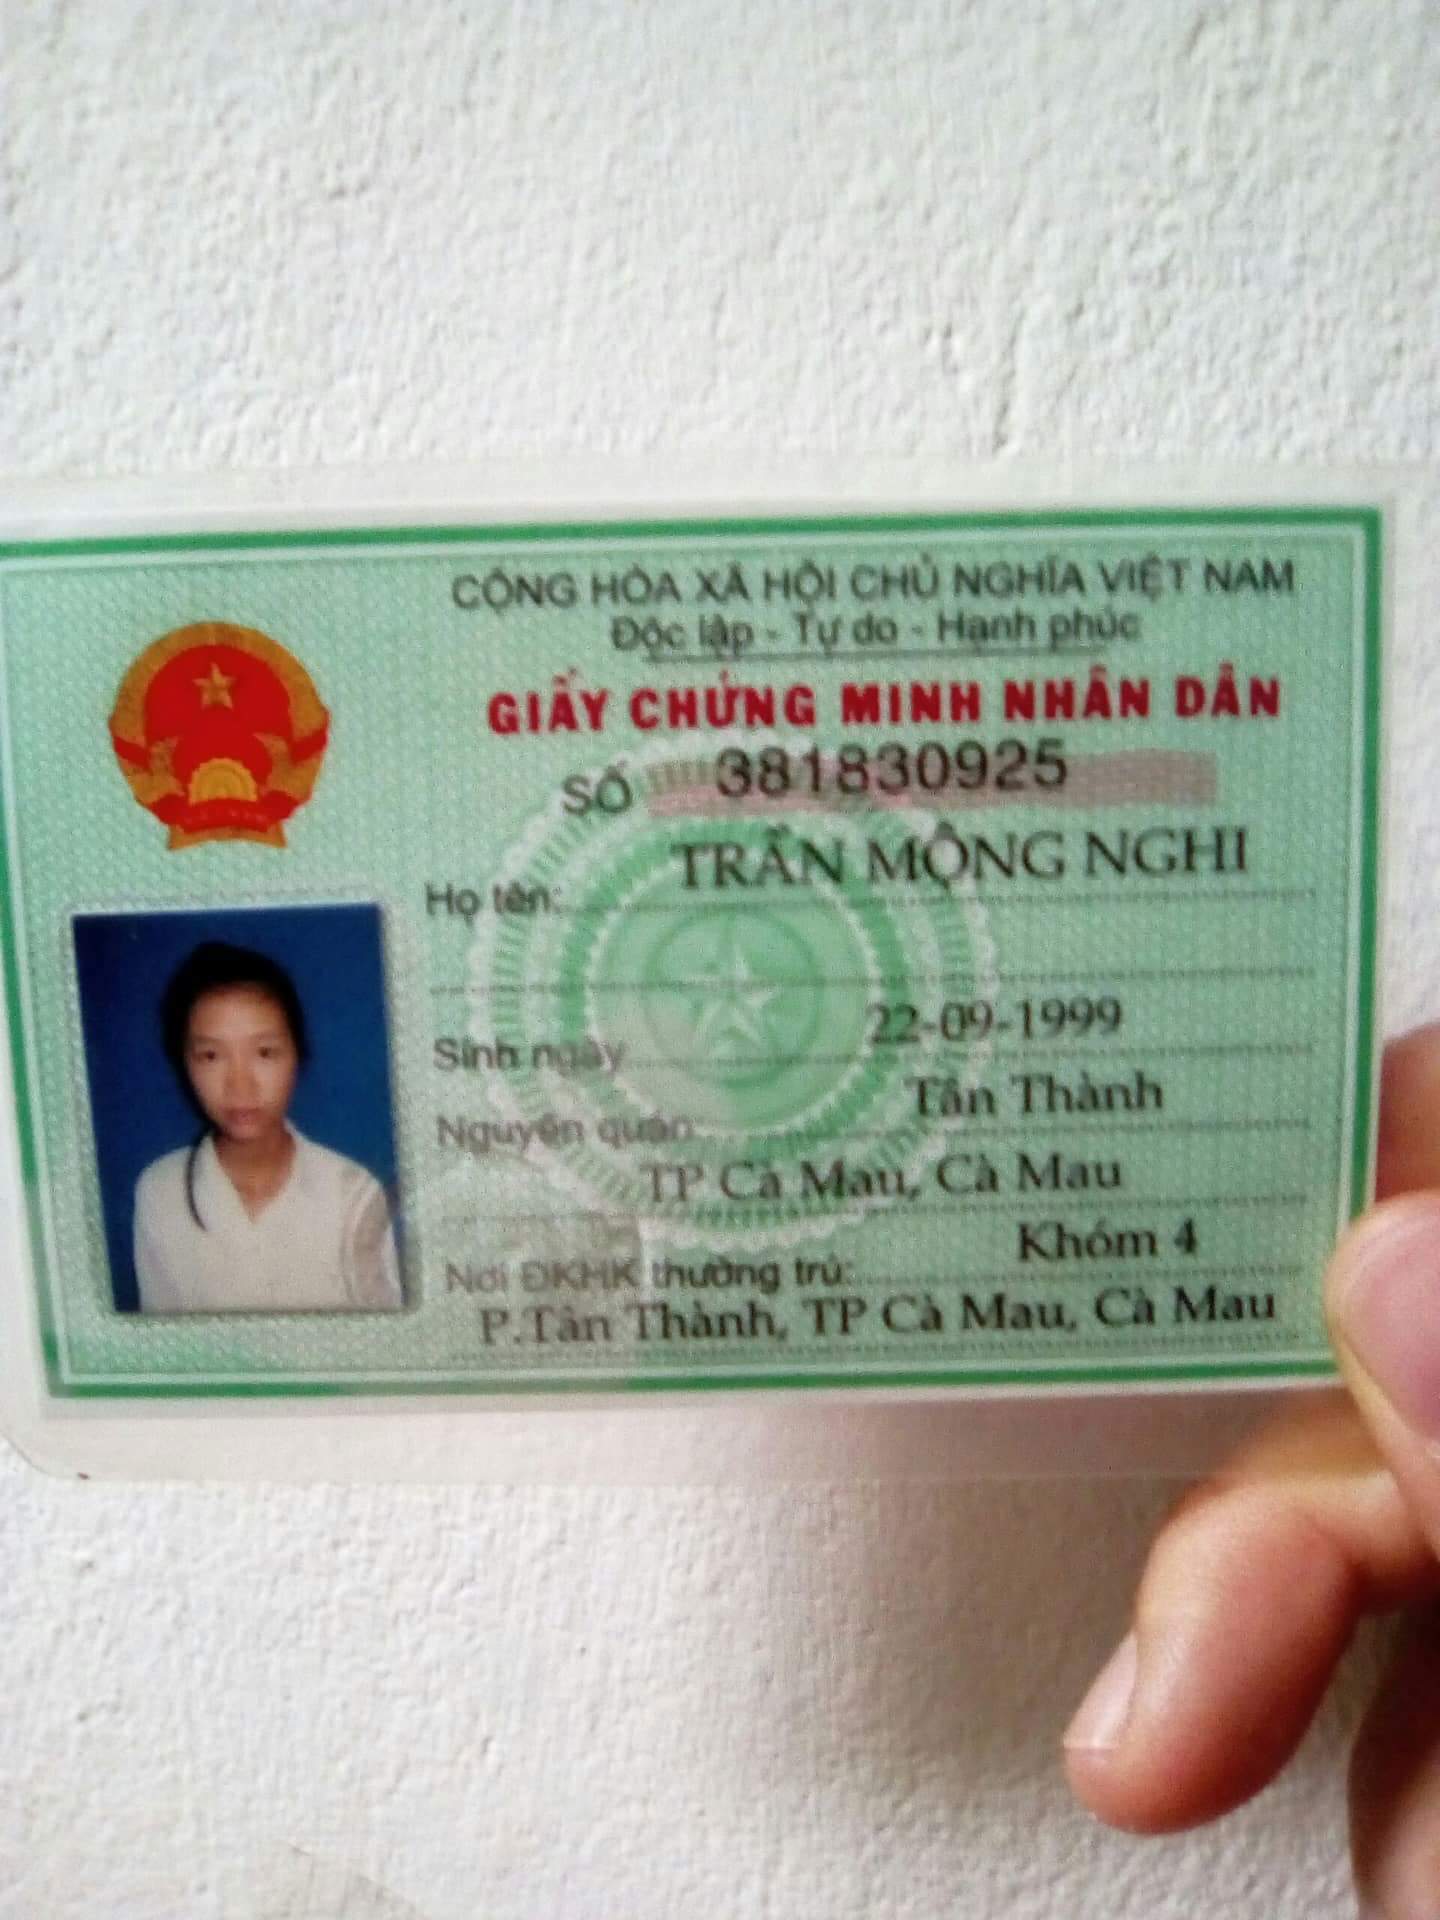 CỘNG HÒA XÃ HỘI CHỦ NGHĨA VIỆT NAM
Độc lập - Tự do - Hạnh phúc
GIẤY CHỨNG MINH NHÂN DÂN
SỐ 381830925
Họ tên: TRẦN MỘNG NGHI
Sinh ngày 22-09-1999
Nguyên quán Tân Thành
TP Cà Mau, Cà Mau
Nơi ĐKHK thường trú: Khóm 4
P.Tân Thành, TP Cà Mau, Cà Mau